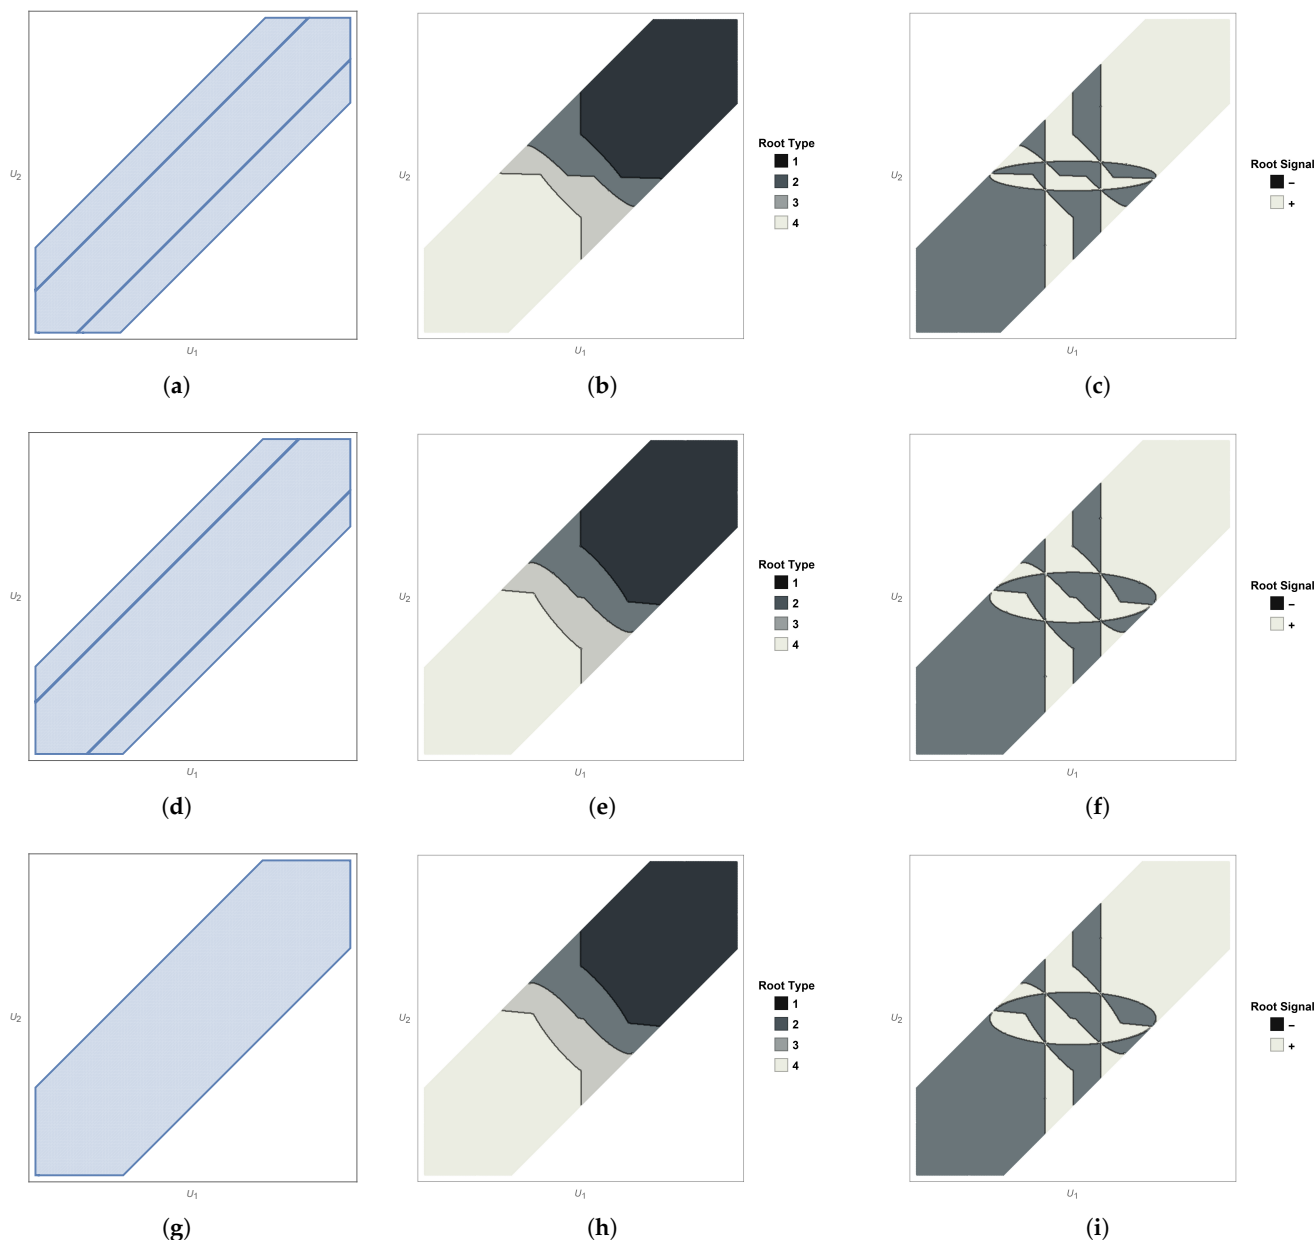 U2
U1
(a)
U2
U1
Root Type
1
2
3
4
(b)
U2
U1
Root Signal
−
+
(c)
U2
U1
(d)
U2
U1
Root Type
1
2
3
4
(e)
U2
U1
Root Signal
−
+
(f)
U2
U1
(g)
U2
U1
Root Type
1
2
3
4
(h)
U2
U1
Root Signal
−
+
(i)